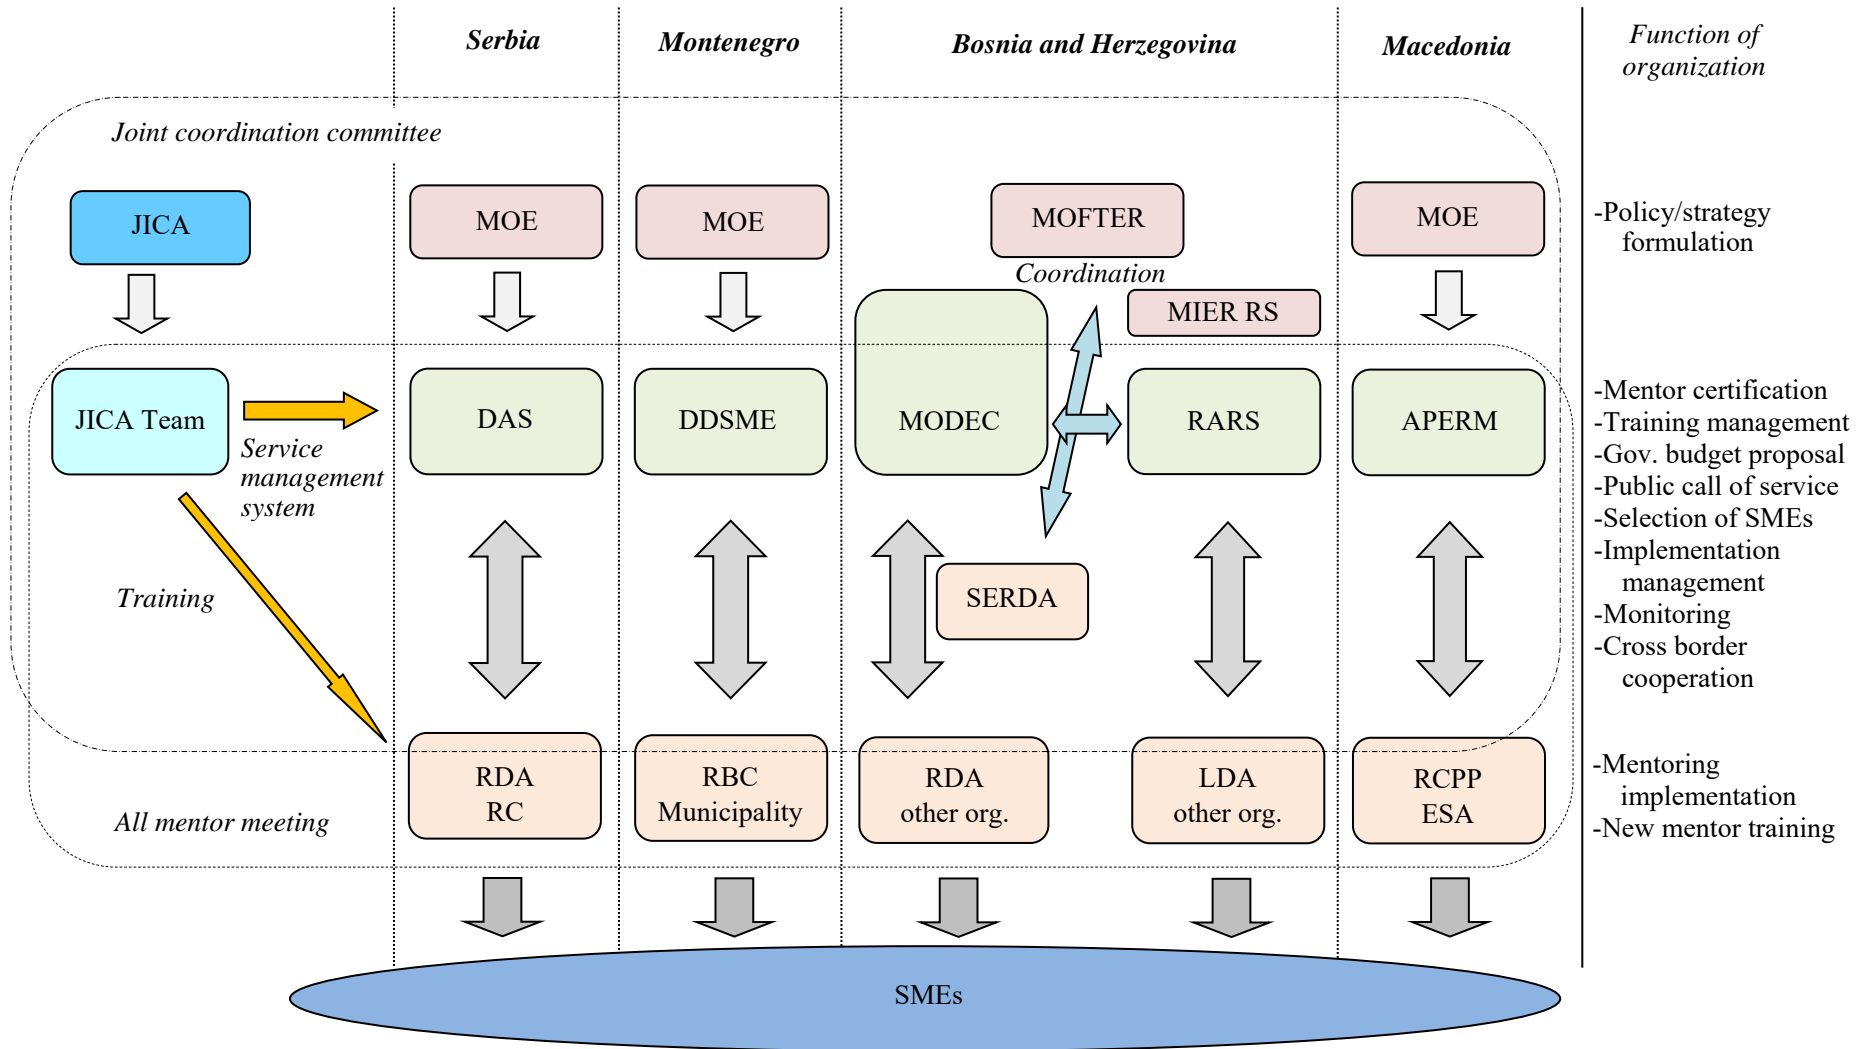 Serbia
Montenegro
Bosnia and Herzegovina
Macedonia
Function of
organization
Joint coordination committee
JICA
MOE
MOE
MOFTER
MOE
-Policy/strategy
formulation
Coordination
MIER RS
JICA Team
DAS
DDSME
MODEC
RARS
APERM
Service
management
system
-Mentor certification
-Training management
-Gov. budget proposal
-Public call of service
-Selection of SMEs
-Implementation
management
-Monitoring
-Cross border
cooperation
Training
SERDA
RDA
RC
RBC
Municipality
RDA
other org.
LDA
other org.
RCPP
ESA
-Mentoring
implementation
-New mentor training
All mentor meeting
SMEs